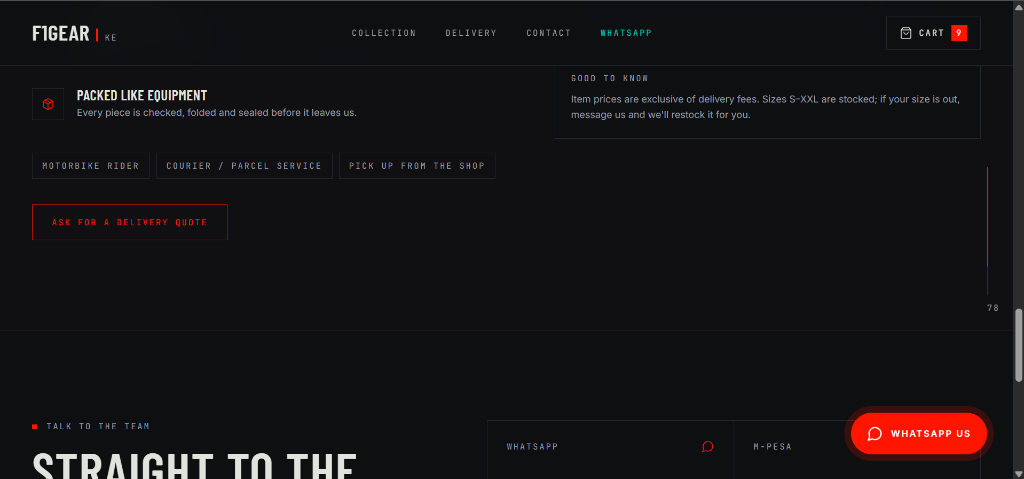 F1GEAR | KE
COLLECTION
DELIVERY
CONTACT
WHATSAPP
CART 9
PACKED LIKE EQUIPMENT
Every piece is checked, folded and sealed before it leaves us.
MOTORBIKE RIDER
COURIER / PARCEL SERVICE
PICK UP FROM THE SHOP
ASK FOR A DELIVERY QUOTE
GOOD TO KNOW
Item prices are exclusive of delivery fees. Sizes S–XXL are stocked; if your size is out,
message us and we'll restock it for you.
78
TALK TO THE TEAM
STRAIGHT TO THE
WHATSAPP
M-PESA
WHATSAPP US